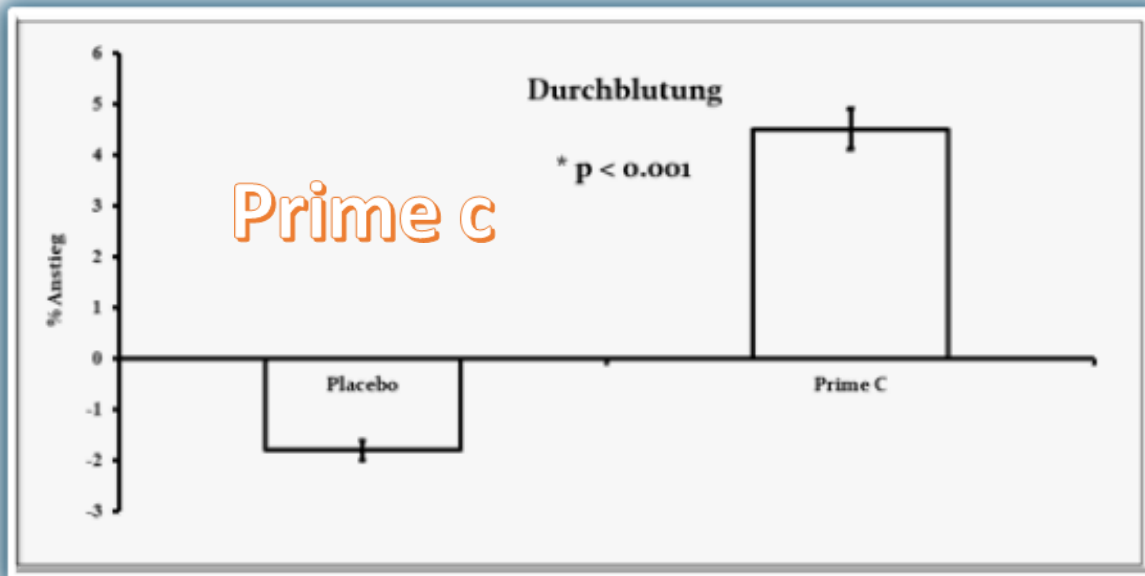 6
Durchblutung
5
4
* p < 0.001
Prime c
3
% Anstieg
2
1
0
Placebo
Prime C
-1
-2
-3